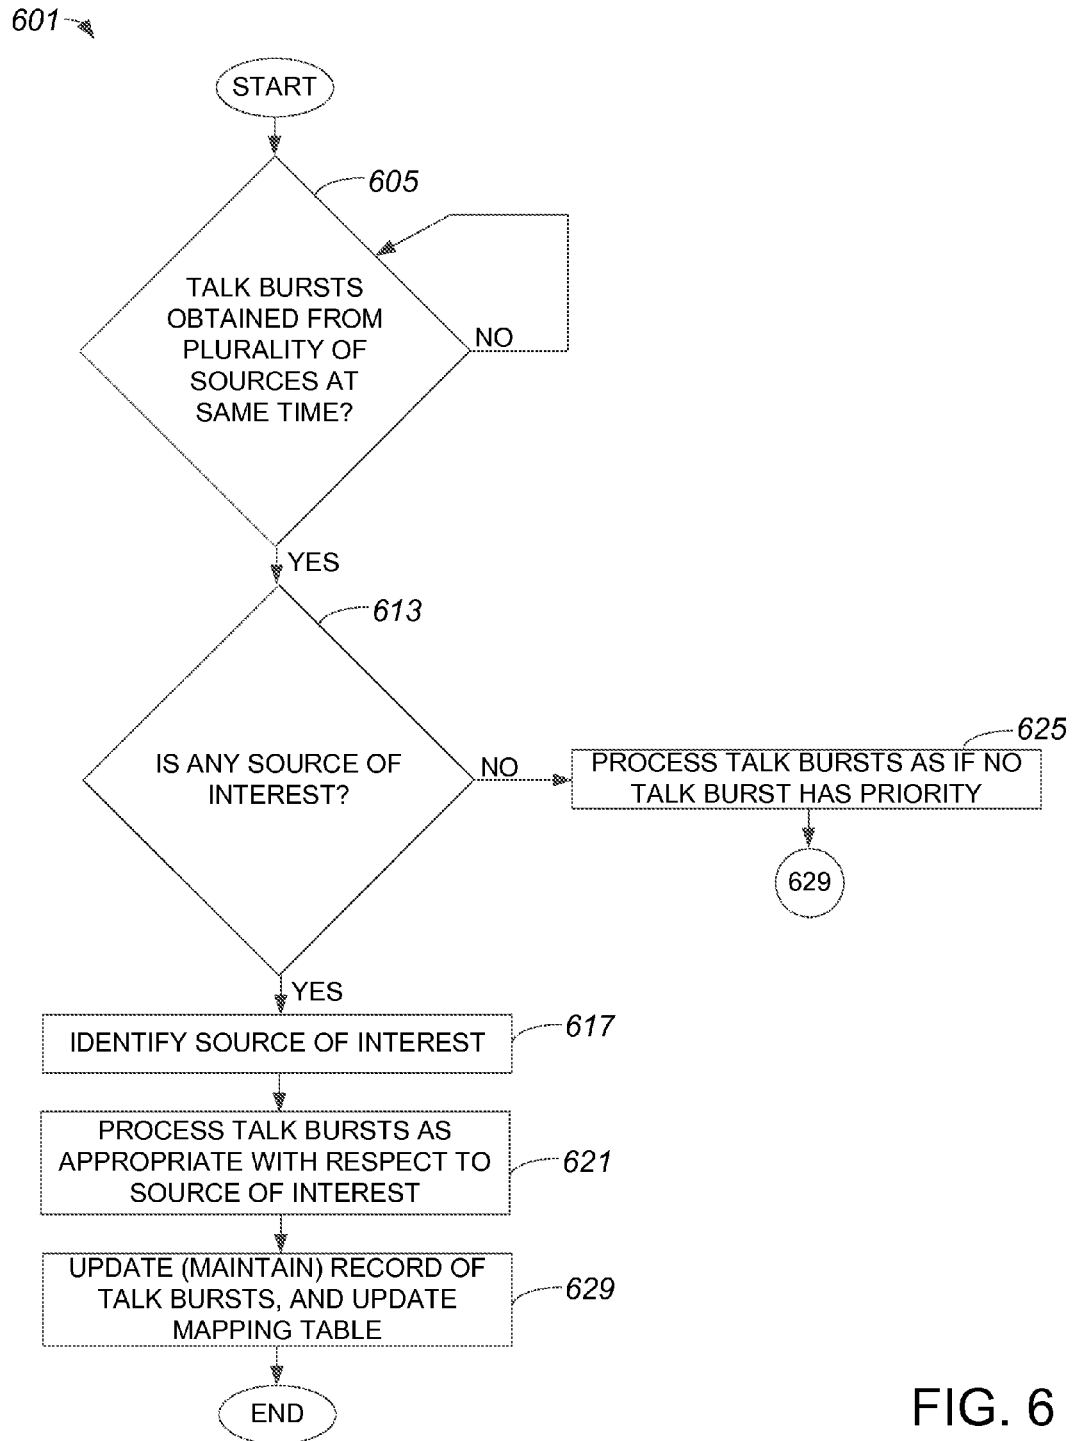 601
START
605
TALK BURSTS
OBTAINED FROM
PLURALITY OF
SOURCES AT
SAME TIME?
NO
YES
613
IS ANY SOURCE OF
INTEREST?
NO
625
PROCESS TALK BURSTS AS IF NO
TALK BURST HAS PRIORITY
629
YES
IDENTIFY SOURCE OF INTEREST
617
PROCESS TALK BURSTS AS
APPROPRIATE WITH RESPECT TO
SOURCE OF INTEREST
621
UPDATE (MAINTAIN) RECORD OF
TALK BURSTS, AND UPDATE
MAPPING TABLE
629
END
FIG. 6